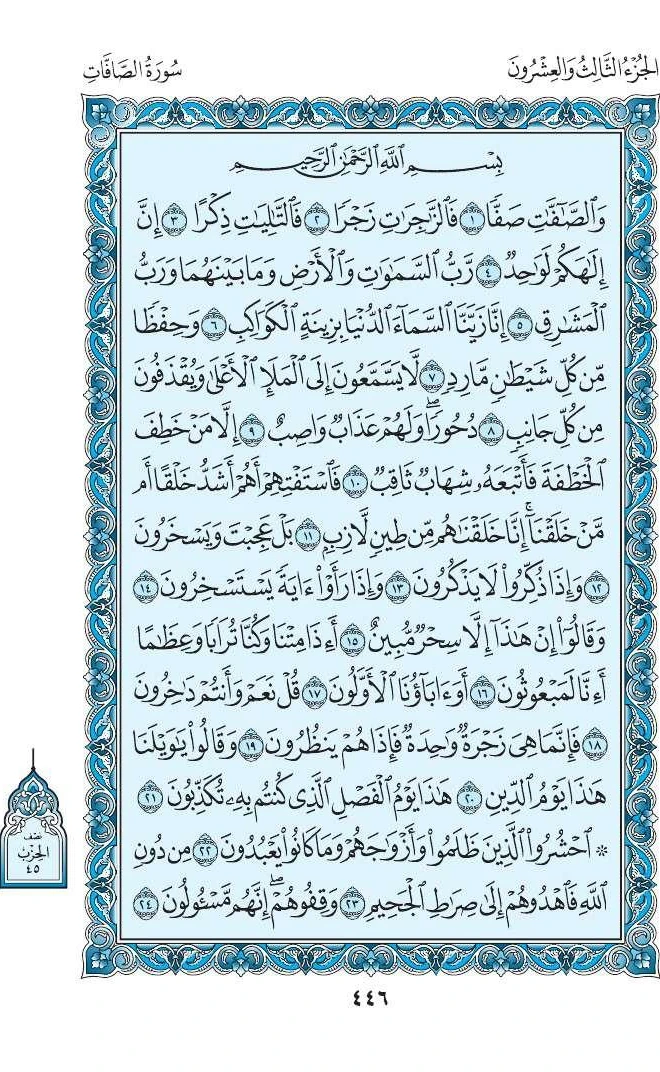 الجُزْءُ الثَّالِثُ وَالعِشْرُونَ
سُورَةُ الصَّافَّاتِ
بِسْمِ ٱللَّهِ ٱلرَّحْمَٰنِ ٱلرَّحِيمِ
وَٱلصَّٰٓفَّٰتِ صَفّٗا ١ فَٱلزَّٰجِرَٰتِ زَجۡرٗا ٢ فَٱلتَّٰلِيَٰتِ ذِكۡرًا ٣ إِنَّ
إِلَٰهَكُمۡ لَوَٰحِدٞ ٤ رَّبُّ ٱلسَّمَٰوَٰتِ وَٱلۡأَرۡضِ وَمَا بَيۡنَهُمَا وَرَبُّ
ٱلۡمَشَٰرِقِ ٥ إِنَّا زَيَّنَّا ٱلسَّمَآءَ ٱلدُّنۡيَا بِزِينَةٍ ٱلۡكَوَاكِبِ ٦ وَحِفۡظٗا
مِّن كُلِّ شَيۡطَٰنٖ مَّارِدٖ ٧ لَّا يَسَّمَّعُونَ إِلَى ٱلۡمَلَإِ ٱلۡأَعۡلَىٰ وَيُقۡذَفُونَ
مِن كُلِّ جَانِبٖ ٨ دُحُورٗاۖ وَلَهُمۡ عَذَابٞ وَاصِبٌ ٩ إِلَّا مَنۡ خَطِفَ
ٱلۡخَطۡفَةَ فَأَتۡبَعَهُۥ شِهَابٞ ثَاقِبٞ ١٠ فَٱسۡتَفۡتِهِمۡ أَهُمۡ أَشَدُّ خَلۡقًا أَم
مَّنۡ خَلَقۡنَآۚ إِنَّا خَلَقۡنَٰهُم مِّن طِينٖ لَّازِبِۭ ١١ بَلۡ عَجِبۡتَ وَيَسۡخَرُونَ
١٢ وَإِذَا ذُكِّرُواْ لَا يَذۡكُرُونَ ١٣ وَإِذَا رَأَوۡاْ ءَايَةٗ يَسۡتَسۡخِرُونَ ١٤
وَقَالُوٓاْ إِنۡ هَٰذَآ إِلَّا سِحۡرٞ مُّبِينٌ ١٥ أَءِذَا مِتۡنَا وَكُنَّا تُرَابٗا وَعِظَٰمًا
أَءِنَّا لَمَبۡعُوثُونَ ١٦ أَوَءَابَآؤُنَا ٱلۡأَوَّلُونَ ١٧ قُلۡ نَعَمۡ وَأَنتُمۡ دَٰخِرُونَ
١٨ فَإِنَّمَا هِيَ زَجۡرَةٞ وَٰحِدَةٞ فَإِذَا هُمۡ يَنظُرُونَ ١٩ وَقَالُواْ يَٰوَيۡلَنَا
هَٰذَا يَوۡمُ ٱلدِّينِ ٢٠ هَٰذَا يَوۡمُ ٱلۡفَصۡلِ ٱلَّذِي كُنتُم بِهِۦ تُكَذِّبُونَ ٢١
* ٱحۡشُرُواْ ٱلَّذِينَ ظَلَمُواْ وَأَزۡوَٰجَهُمۡ وَمَا كَانُواْ يَعۡبُدُونَ ٢٢ مِن دُونِ
ٱللَّهِ فَٱهۡدُوهُمۡ إِلَىٰ صِرَٰطِ ٱلۡجَحِيمِ ٢٣ وَقِفُوهُمۡۖ إِنَّهُم مَّسۡـُٔولُونَ ٢٤
نصف
الحزب
٤٥
٤٤٦